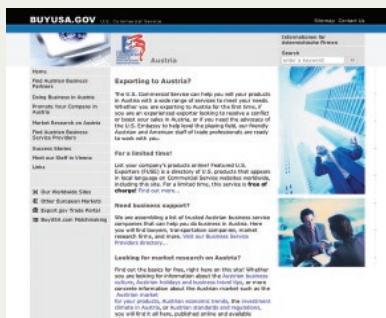 BUYUSA.GOV U.S. Commercial Service
Sitemap Contact Us
Austria
Informationen für
österreichische Firmen
Search
enter a keyword
Home
Find Austrian Business
Partners
Doing Business in Austria
Promote Your Company in
Austria
Market Research on Austria
Find Austrian Business
Service Providers
Success Stories
Meet our Staff in Vienna
Links
Our Worldwide Sites
Other European Markets
Export.gov Trade Portal
BuyUSA.com Matchmaking
Exporting to Austria?
The U.S. Commercial Service can help you sell your products
in Austria with a wide range of services to meet your needs.
Whether you are exporting to Austria for the first time, if
you are an experienced exporter looking to resolve a conflict
or boost your sales in Austria, or if you need the advocacy of
the U.S. Embassy to help level the playing field, our friendly
Austrian and American staff of trade professionals are ready
to work with you.
For a limited time!
List your company's products online! Featured U.S.
Exporters (FUSE) is a directory of U.S. products that appears
in local language on Commercial Service websites worldwide,
including this site. For a limited time, this service is free of
charge! Find out more...
Need business support?
We are assembling a list of trusted Austrian business service
companies that can help you do business in Austria. Here
you will find lawyers, transportation companies, market
research firms, and more. Visit our Business Service
Providers directory...
Looking for market research on Austria?
Find out the basics for free, right here on this site! Whether
you are looking for information about the Austrian business
culture, Austrian holidays and business travel tips, or more
concrete information about the Austrian market such as the
Austrian market
for your products, Austrian economic trends, the investment
climate in Austria, or Austrian standards and regulations,
you will find it all here, published online and available